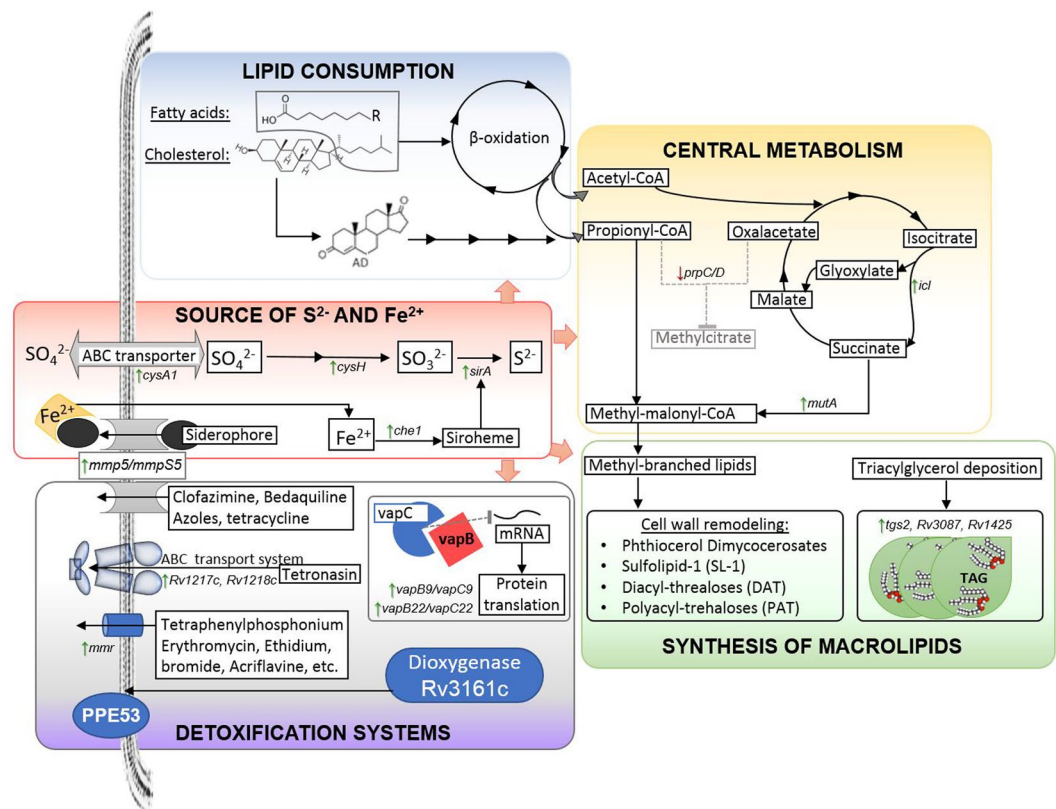 LIPID CONSUMPTION
Fatty acids:
O
HO
R
Cholesterol:
HO
H
H
H
H
β-oxidation
O
O
AD
CENTRAL METABOLISM
Acetyl-CoA
Propionyl-CoA
Oxalacetate
Isocitrate
↓prpC/D
Glyoxylate
↑icl
Malate
Methylcitrate
Succinate
↑mutA
Methyl-malonyl-CoA
SOURCE OF S²⁻ AND Fe²⁺
SO₄²⁻
ABC transporter
SO₄²⁻
SO₃²⁻
S²⁻
↑cysA1
↑cysH
↑sirA
Fe²⁺
Siderophore
Fe²⁺
↑che1
Siroheme
↑mmp5/mmpS5
Clofazimine, Bedaquiline
Azoles, tetracycline
ABC transport system
↑Rv1217c, Rv1218c
Tetronasin
↑mmr
Tetraphenylphosphonium
Erythromycin, Ethidium,
bromide, Acriflavine, etc.
vapC
vapB
mRNA
↑vapB9/vapC9
↑vapB22/vapC22
Protein
translation
Dioxygenase
Rv3161c
PPE53
DETOXIFICATION SYSTEMS
Methyl-branched lipids
Triacylglycerol deposition
Cell wall remodeling:
• Phthiocerol Dimycocerosates
• Sulfolipid-1 (SL-1)
• Diacyl-threaloses (DAT)
• Polyacyl-trehaloses (PAT)
↑tgs2, Rv3087, Rv1425
TAG
SYNTHESIS OF MACROLIPIDS